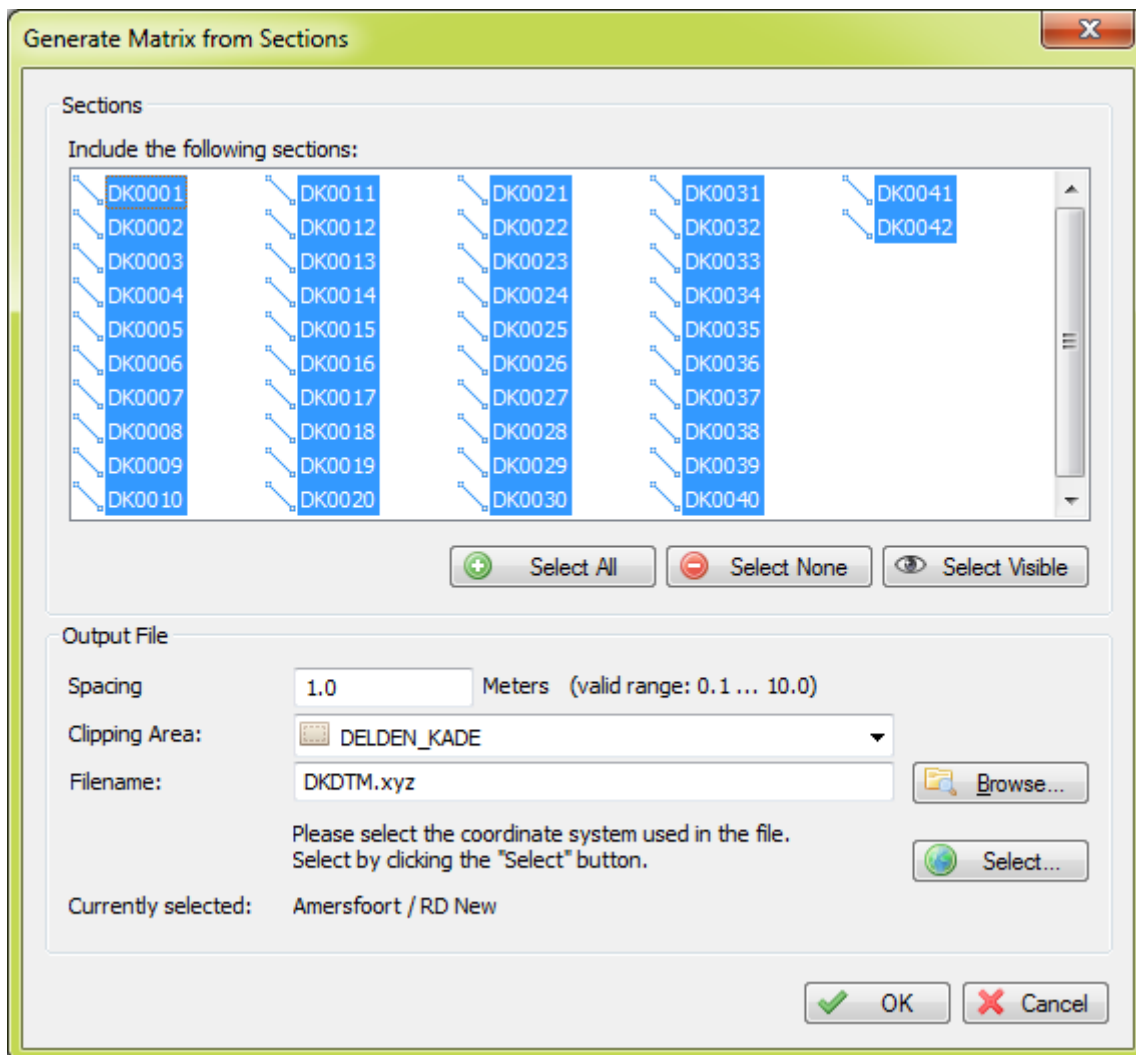 Generate Matrix from Sections
Sections
Include the following sections:
DK0001 DK0011 DK0021 DK0031 DK0041
DK0002 DK0012 DK0022 DK0032 DK0042
DK0003 DK0013 DK0023 DK0033
DK0004 DK0014 DK0024 DK0034
DK0005 DK0015 DK0025 DK0035
DK0006 DK0016 DK0026 DK0036
DK0007 DK0017 DK0027 DK0037
DK0008 DK0018 DK0028 DK0038
DK0009 DK0019 DK0029 DK0039
DK0010 DK0020 DK0030 DK0040
Select All Select None Select Visible
Output File
Spacing 1.0 Meters (valid range: 0.1 ... 10.0)
Clipping Area: DELDEN_KADE
Filename: DKDTM.xyz Browse...
Please select the coordinate system used in the file.
Select by clicking the "Select" button. Select...
Currently selected: Amersfoort / RD New
OK Cancel